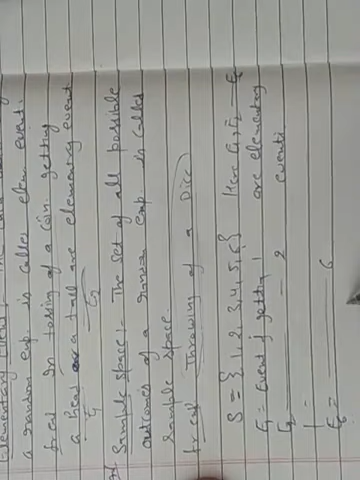 Elementary Event :- The
a random exp. is called elem. event.
for ex. In tossing of a coin, getting
a head or a tail are elementary event
E1 E2
Sample space :- The set of all possible
outcomes of a random exp. is called
sample space.
for ex. Throwing of a Dice
S = {1, 2, 3, 4, 5, 6} Here E1, E2 — E6
E1 = Event of getting 1 are elementary
E2 ——— 2 events
E6 = ——— 6